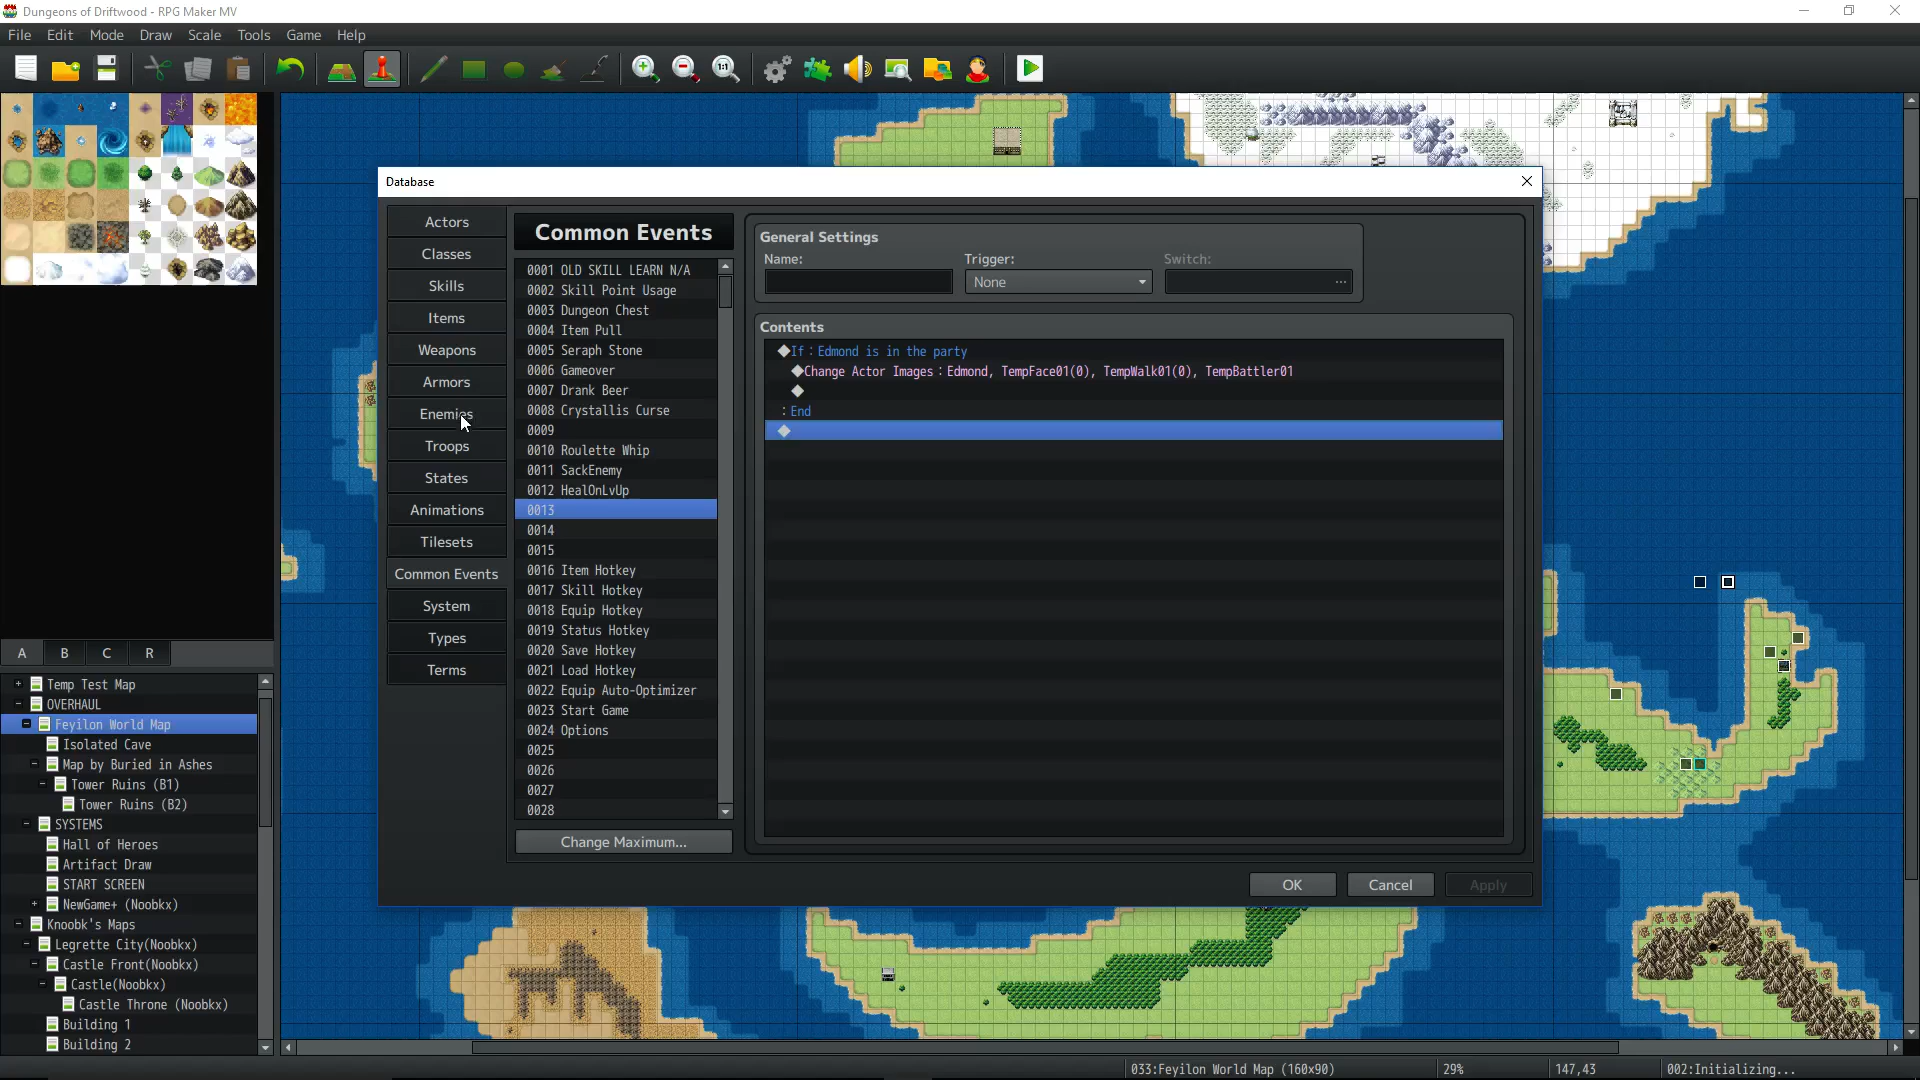 Dungeons of Driftwood - RPG Maker MV
File Edit Mode Draw Scale Tools Game Help
1:1
Database
Actors
Classes
Skills
Items
Weapons
Armors
Enemies
Troops
States
Animations
Tilesets
Common Events
System
Types
Terms
Common Events
0001 OLD SKILL LEARN N/A
0002 Skill Point Usage
0003 Dungeon Chest
0004 Item Pull
0005 Seraph Stone
0006 Gameover
0007 Drank Beer
0008 Crystallis Curse
0009
0010 Roulette Whip
0011 SackEnemy
0012 HealOnLvUp
0013
0014
0015
0016 Item Hotkey
0017 Skill Hotkey
0018 Equip Hotkey
0019 Status Hotkey
0020 Save Hotkey
0021 Load Hotkey
0022 Equip Auto-Optimizer
0023 Start Game
0024 Options
0025
0026
0027
0028
Change Maximum...
General Settings
Name: Trigger: Switch:
None ...
Contents
◆If：Edmond is in the party
◆Change Actor Images：Edmond, TempFace01(0), TempWalk01(0), TempBattler01
◆
：End
◆
OK Cancel Apply
A B C R
Temp Test Map
OVERHAUL
Feyilon World Map
Isolated Cave
Map by Buried in Ashes
Tower Ruins (B1)
Tower Ruins (B2)
SYSTEMS
Hall of Heroes
Artifact Draw
START SCREEN
NewGame+ (Noobkx)
Knoobk's Maps
Legrette City(Noobkx)
Castle Front(Noobkx)
Castle(Noobkx)
Castle Throne (Noobkx)
Building 1
Building 2
033:Feyilon World Map (160×90) 29% 147,43 002:Initializing...